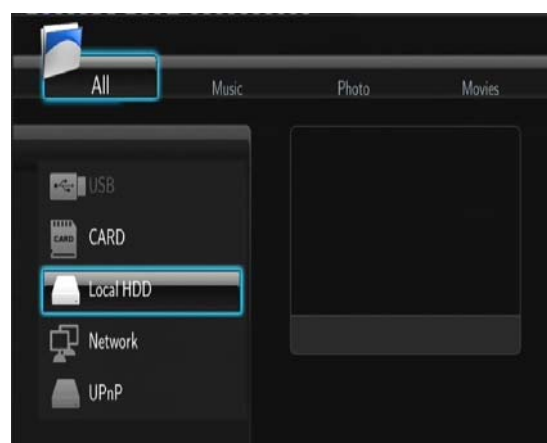 All
Music
Photo
Movies
USB
CARD
CARD
Local HDD
Network
UPnP